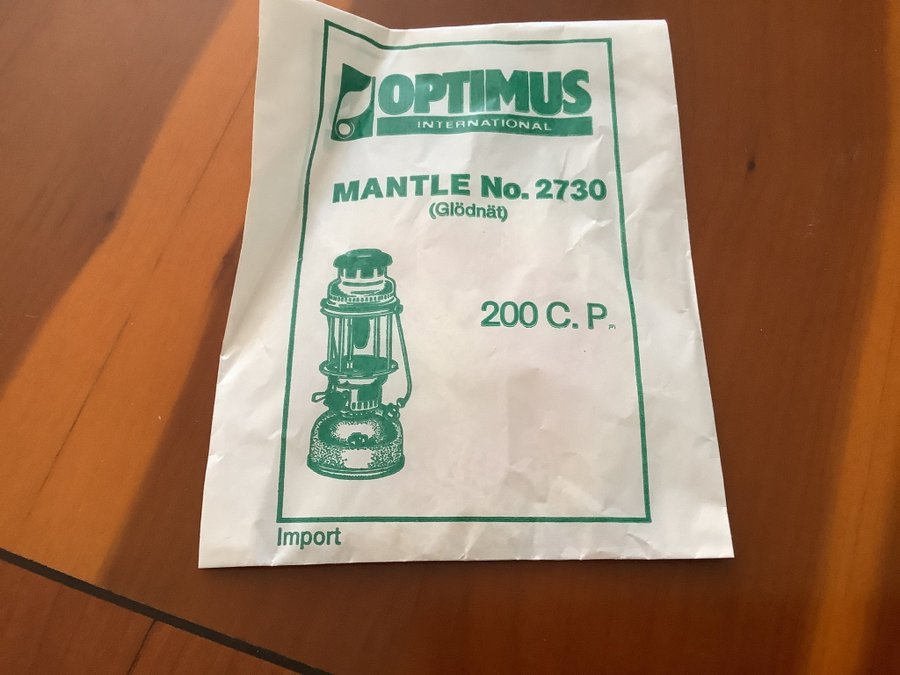 OPTIMUS
INTERNATIONAL
MANTLE No. 2730
(Glödnät)
200 C. P.
Import